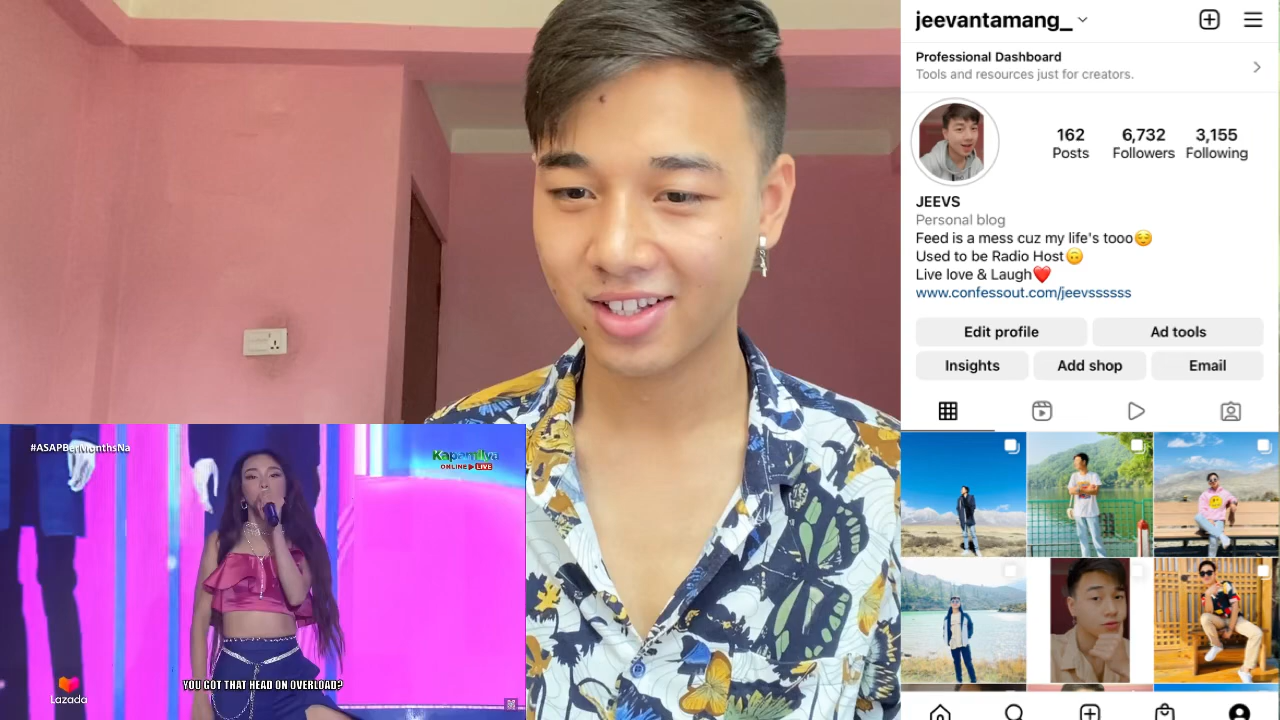 #ASAPBerMonthsNa
Kapamilya
ONLINE LIVE
Lazada
YOU GOT THAT HEAD ON OVERLOAD?
jeevantamang_
Professional Dashboard
Tools and resources just for creators.
162
6,732
3,155
Posts
Followers
Following
JEEVS
Personal blog
Feed is a mess cuz my life's tooo😌
Used to be Radio Host🙃
Live love & Laugh❤️
www.confessout.com/jeevssssss
Edit profile
Ad tools
Insights
Add shop
Email